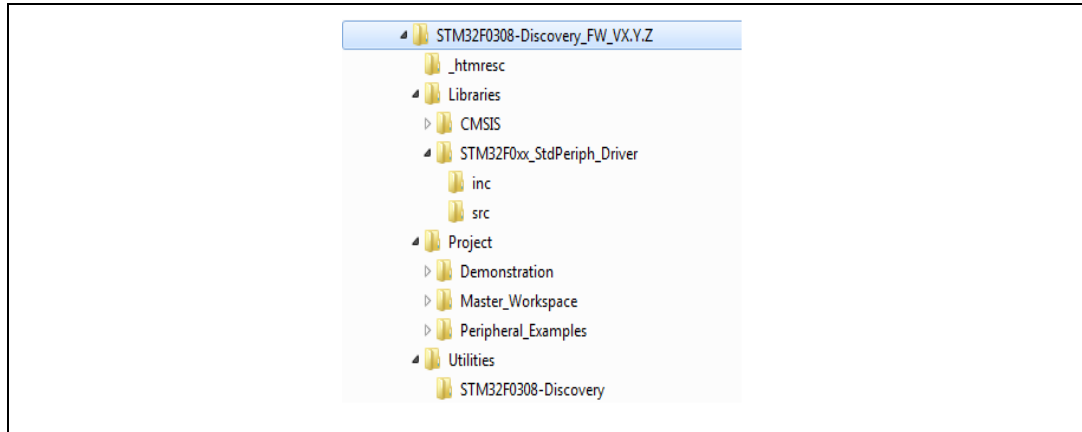 STM32F0308-Discovery_FW_VX.Y.Z
_htmresc
Libraries
CMSIS
STM32F0xx_StdPeriph_Driver
inc
src
Project
Demonstration
Master_Workspace
Peripheral_Examples
Utilities
STM32F0308-Discovery